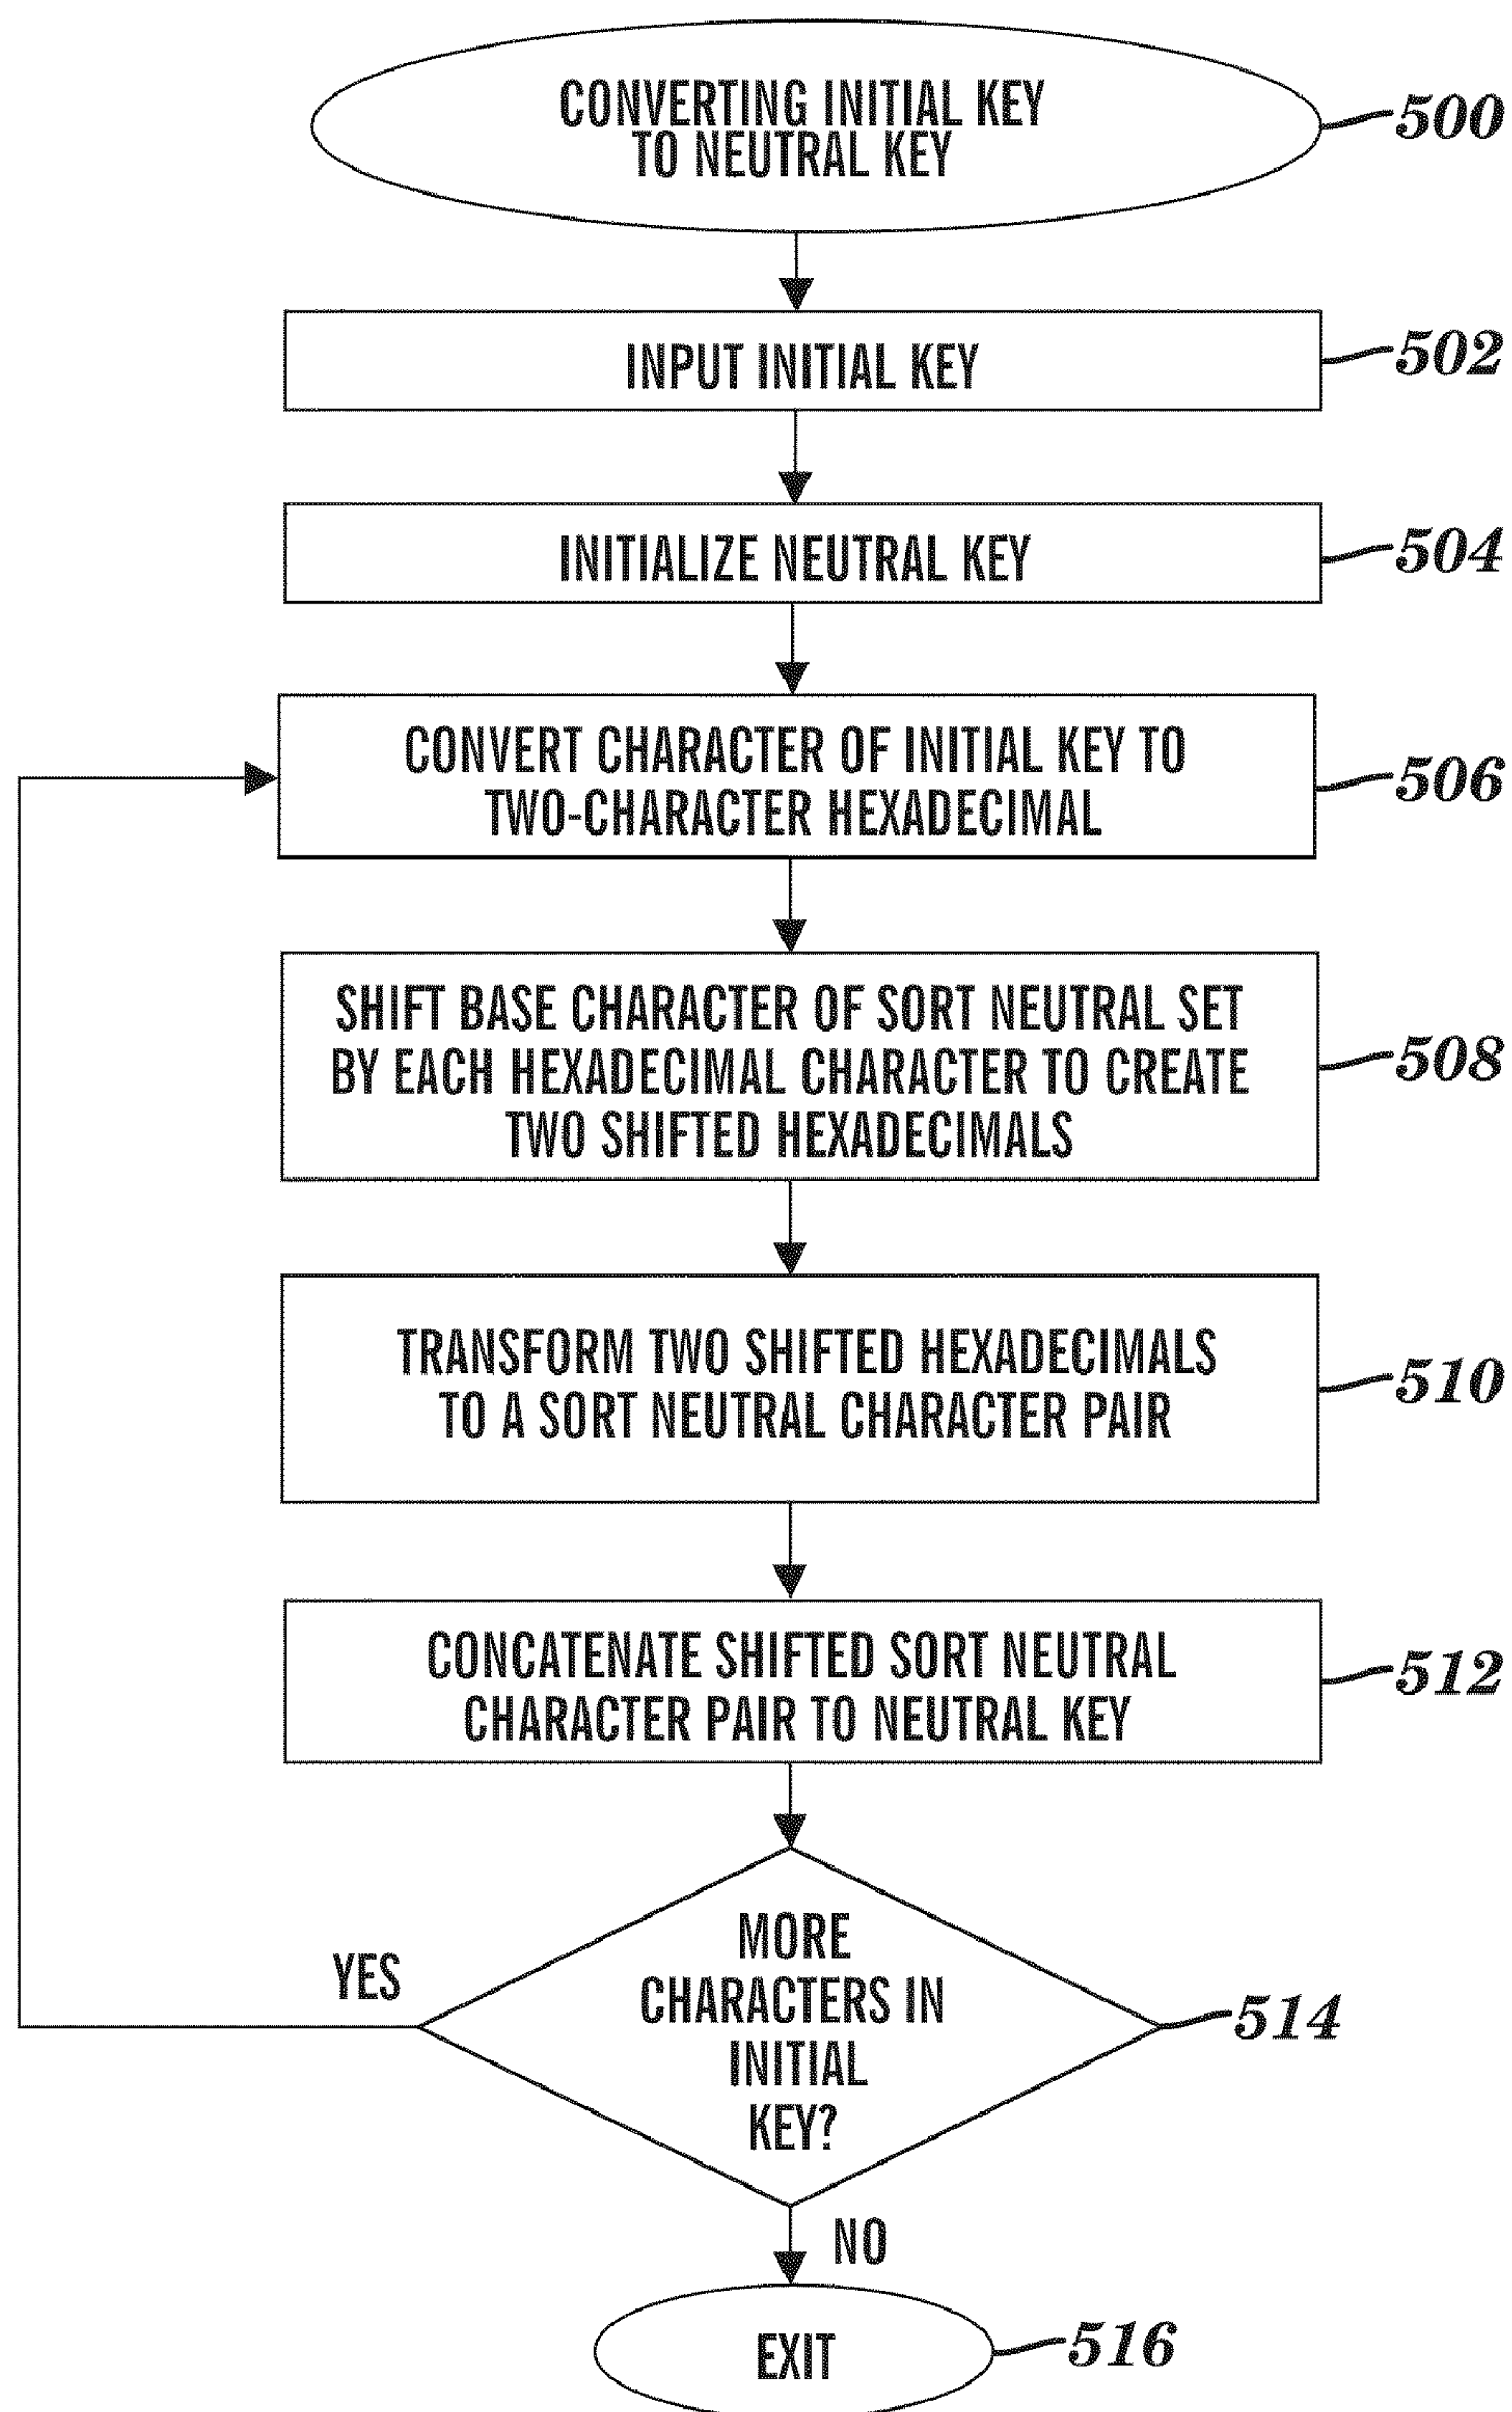 CONVERTING INITIAL KEY
TO NEUTRAL KEY
500
INPUT INITIAL KEY
502
INITIALIZE NEUTRAL KEY
504
CONVERT CHARACTER OF INITIAL KEY TO
TWO-CHARACTER HEXADECIMAL
506
SHIFT BASE CHARACTER OF SORT NEUTRAL SET
BY EACH HEXADECIMAL CHARACTER TO CREATE
TWO SHIFTED HEXADECIMALS
508
TRANSFORM TWO SHIFTED HEXADECIMALS
TO A SORT NEUTRAL CHARACTER PAIR
510
CONCATENATE SHIFTED SORT NEUTRAL
CHARACTER PAIR TO NEUTRAL KEY
512
MORE
CHARACTERS IN
INITIAL
KEY?
YES
514
NO
EXIT
516